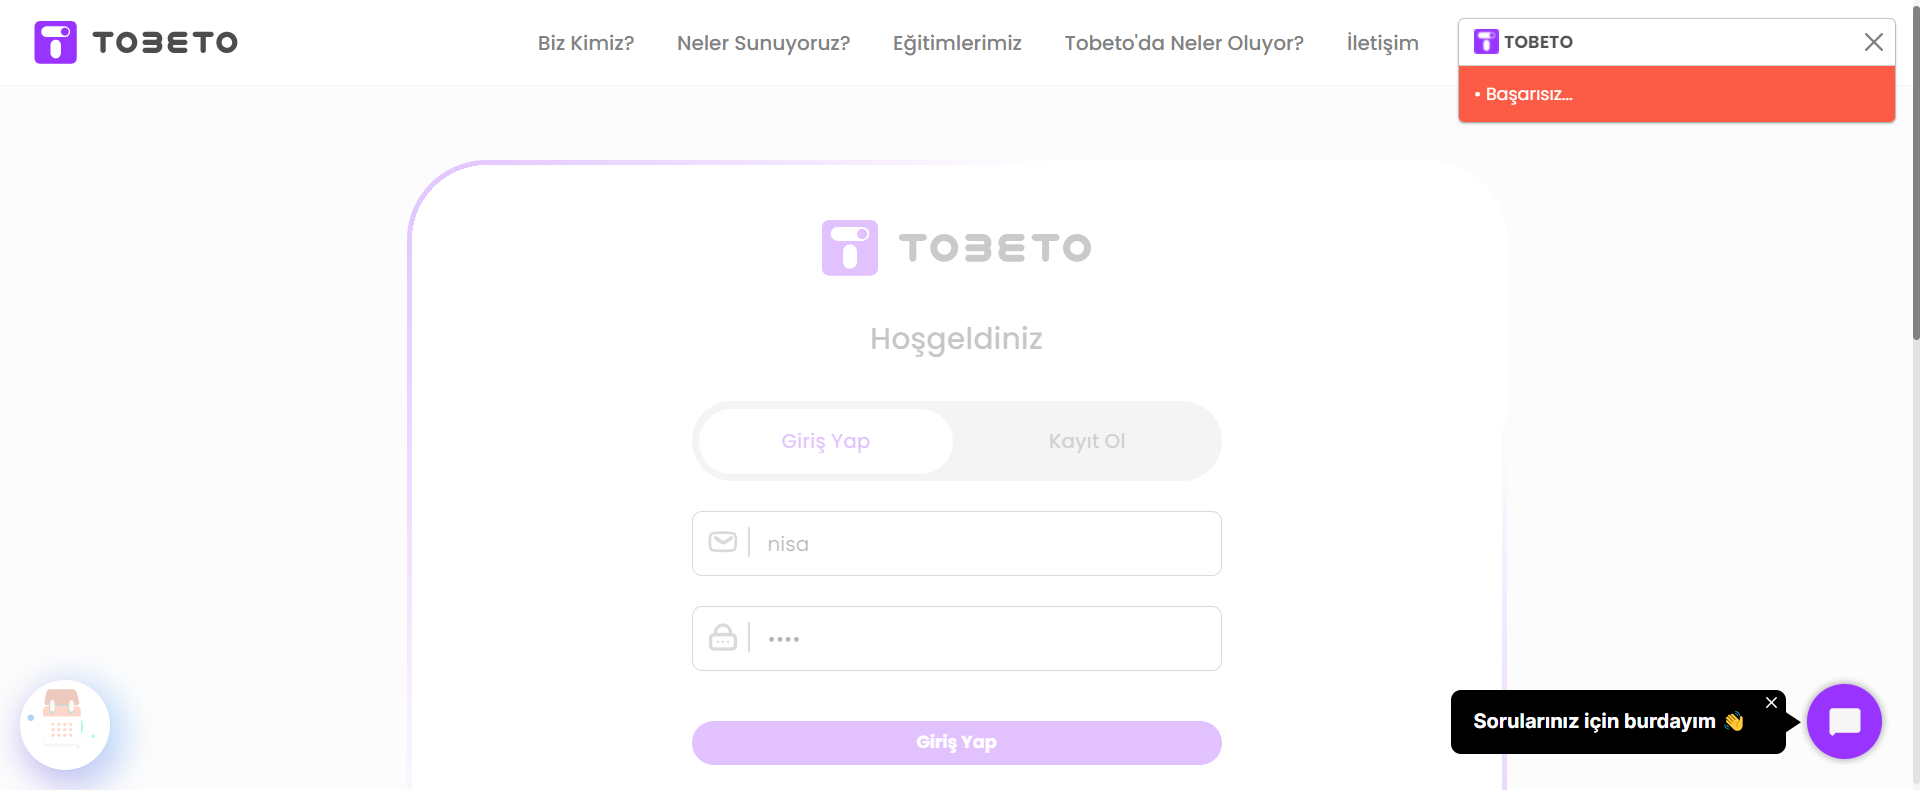 TOBETO
Biz Kimiz?
Neler Sunuyoruz?
Eğitimlerimiz
Tobeto'da Neler Oluyor?
İletişim
TOBETO
• Başarısız...
TOBETO
Hoşgeldiniz
Giriş Yap
Kayıt Ol
nisa
••••
Giriş Yap
Sorularınız için burdayım 👋